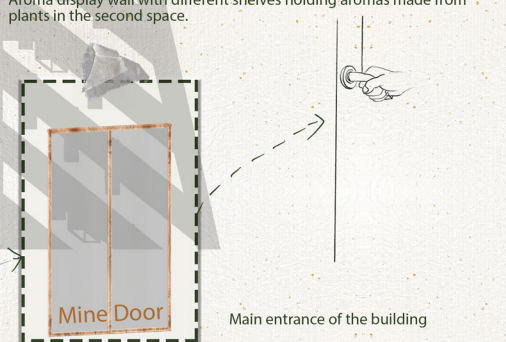 Aroma display wall with different shelves holding aromas made from
plants in the second space.
Mine Door
Main entrance of the building